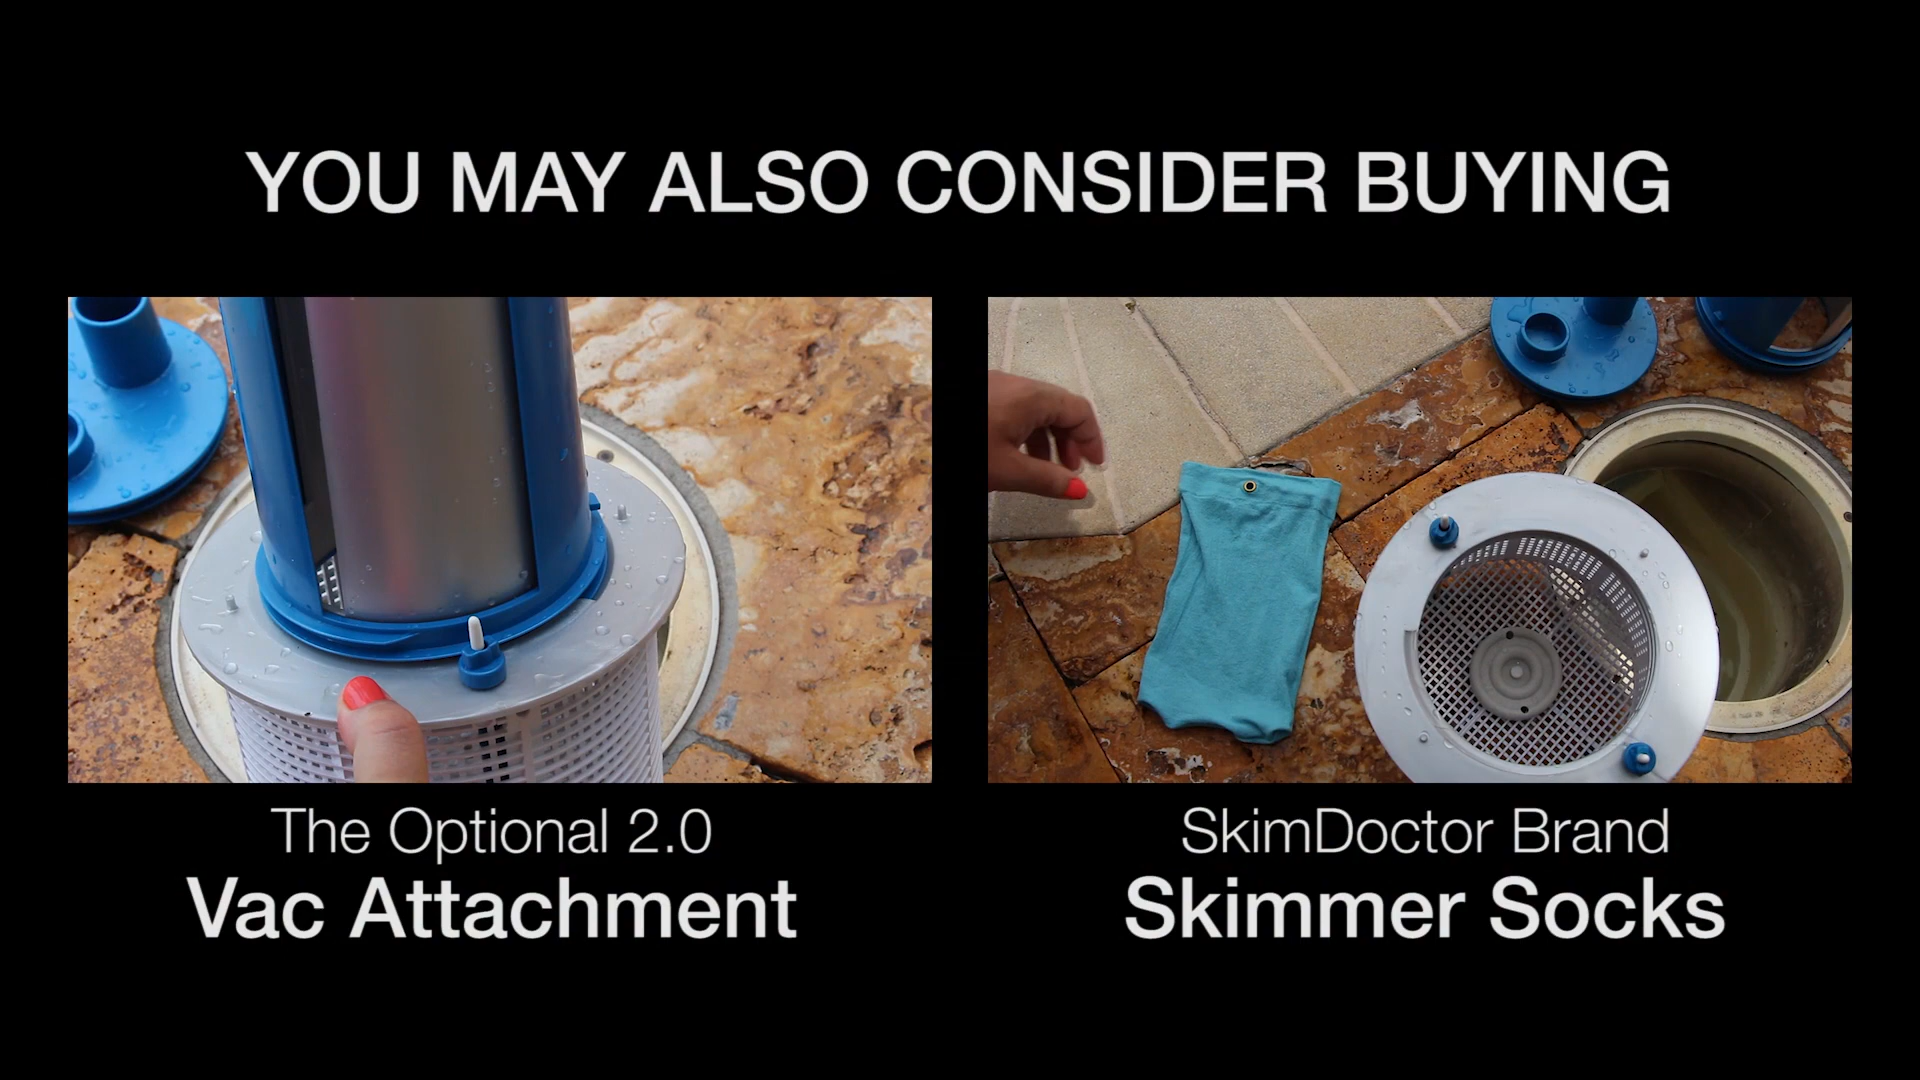 YOU MAY ALSO CONSIDER BUYING
The Optional 2.0
Vac Attachment
SkimDoctor Brand
Skimmer Socks